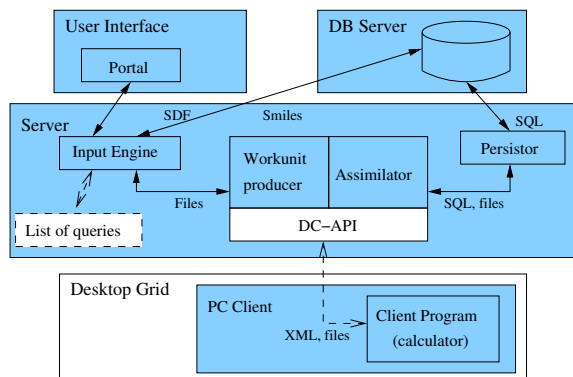 User Interface
DB Server
Portal
SDF
Smiles
Server
SQL
Input Engine
Workunit
producer
Assimilator
Persistor
Files
SQL, files
List of queries
DC-API
Desktop Grid
PC Client
Client Program
(calculator)
XML, files